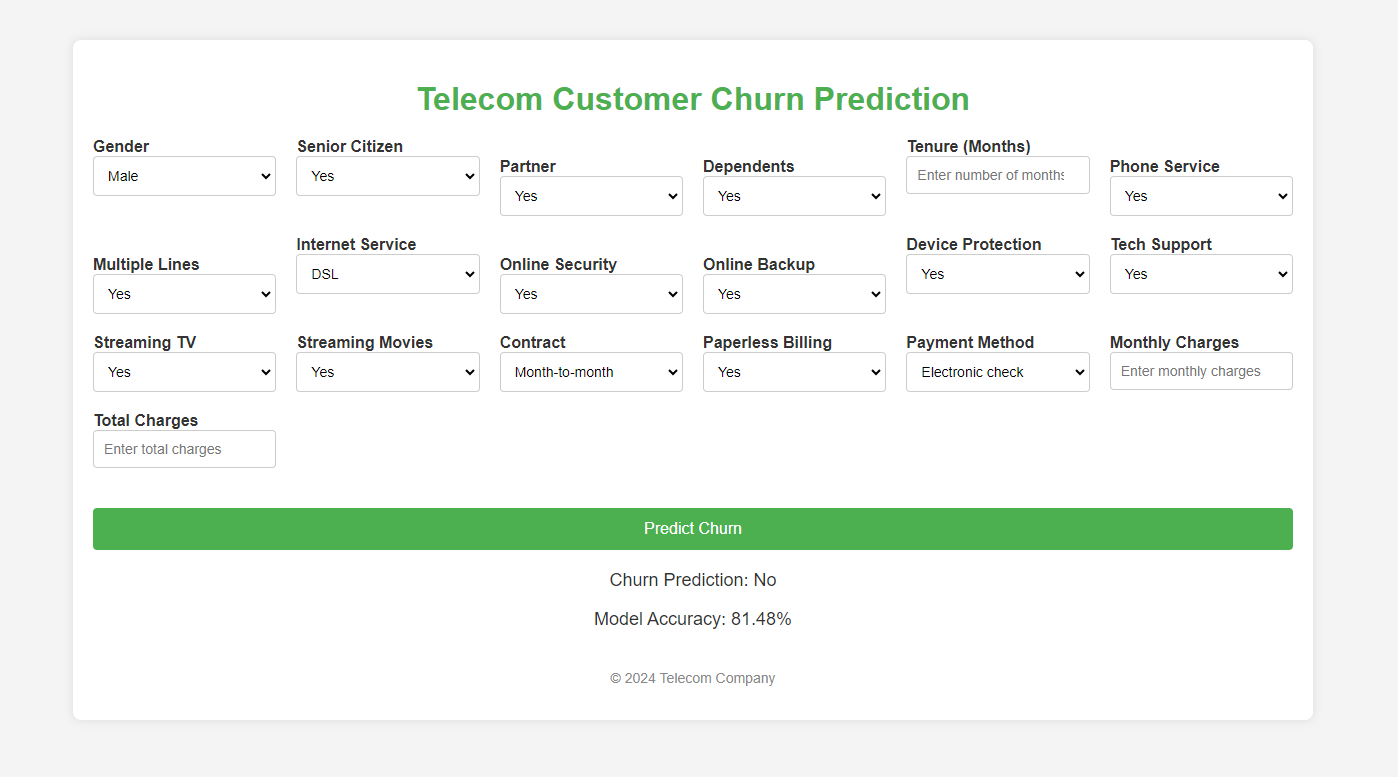 Telecom Customer Churn Prediction
Gender
Male
Senior Citizen
Yes
Partner
Yes
Dependents
Yes
Tenure (Months)
Enter number of months
Phone Service
Yes
Multiple Lines
Yes
Internet Service
DSL
Online Security
Yes
Online Backup
Yes
Device Protection
Yes
Tech Support
Yes
Streaming TV
Yes
Streaming Movies
Yes
Contract
Month-to-month
Paperless Billing
Yes
Payment Method
Electronic check
Monthly Charges
Enter monthly charges
Total Charges
Enter total charges
Predict Churn
Churn Prediction: No
Model Accuracy: 81.48%
© 2024 Telecom Company